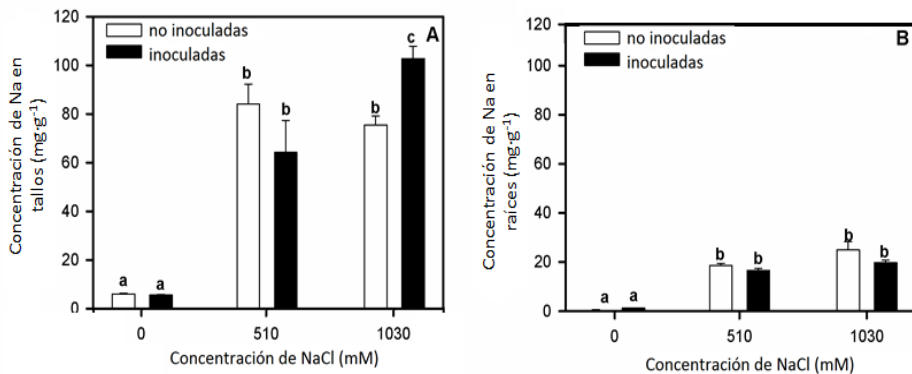 no inoculadas
inoculadas
A
Concentración de Na en
tallos (mg·g⁻¹)
120
100
80
60
40
20
0
a
a
b
b
b
c
0
510
1030
Concentración de NaCl (mM)
no inoculadas
inoculadas
B
Concentración de Na en
raíces (mg·g⁻¹)
120
100
80
60
40
20
0
a
a
b
b
b
b
0
510
1030
Concentración de NaCl (mM)